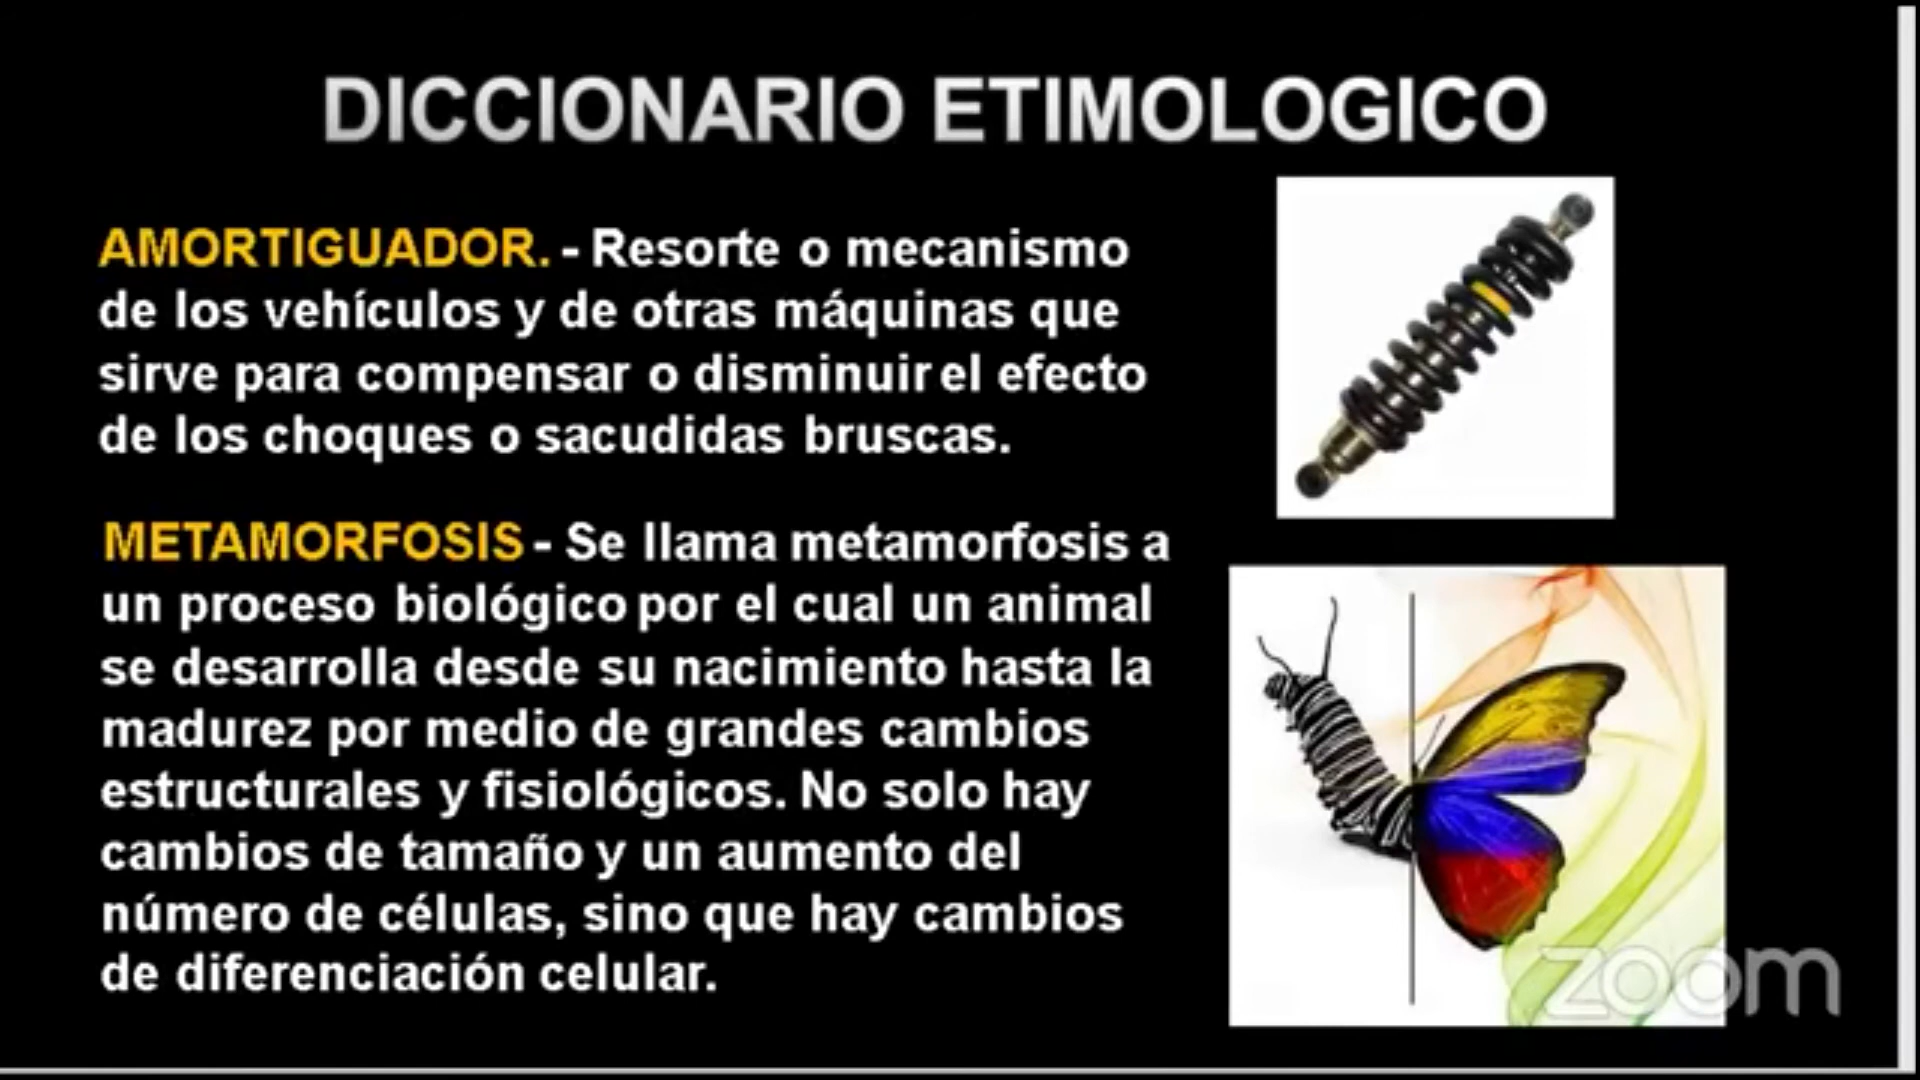 DICCIONARIO ETIMOLOGICO
AMORTIGUADOR. - Resorte o mecanismo
de los vehículos y de otras máquinas que
sirve para compensar o disminuir el efecto
de los choques o sacudidas bruscas.
METAMORFOSIS - Se llama metamorfosis a
un proceso biológico por el cual un animal
se desarrolla desde su nacimiento hasta la
madurez por medio de grandes cambios
estructurales y fisiológicos. No solo hay
cambios de tamaño y un aumento del
número de células, sino que hay cambios
de diferenciación celular.
zoom